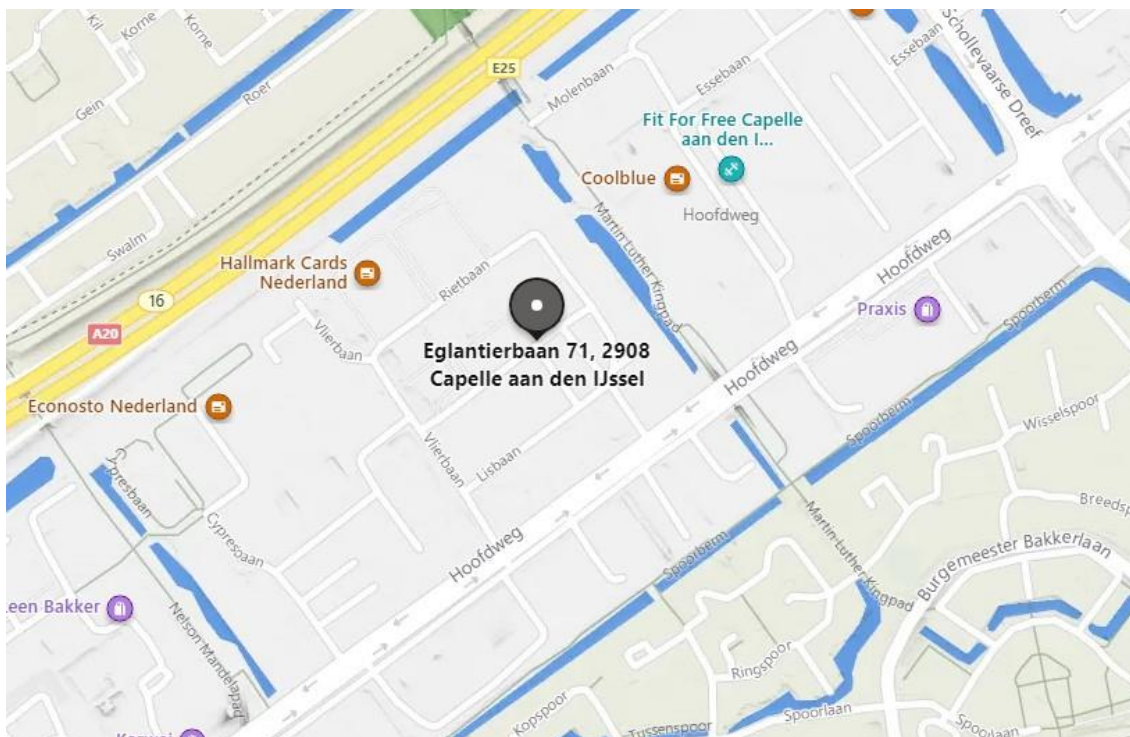 Kil
Korne
Korne
Gein
Roer
Swalm
E25
Molenbaan
Essebaan
Essebaan
Schollevaarse Dreef
Fit For Free Capelle
aan den I...
Coolblue
Hoofdweg
Martin Luther Kingpad
Hoofdweg
Hallmark Cards
Nederland
Rietbaan
16
A20
Vlierbaan
Eglantierbaan 71, 2908
Capelle aan den IJssel
Praxis
Spoorberm
Hoofdweg
Econosto Nederland
Wisselspoor
Spoorberm
Vlierbaan
Lisbaan
Cypresbaan
Cypresbaan
Breedsp
Hoofdweg
Spoorberm
Martin Luther Kingpad
Burgemeester Bakkerlaan
een Bakker
Nelson Mandelapad
Ringspoor
Kopspoor
Tussenspoor
Spoorlaan
Spoorlaan